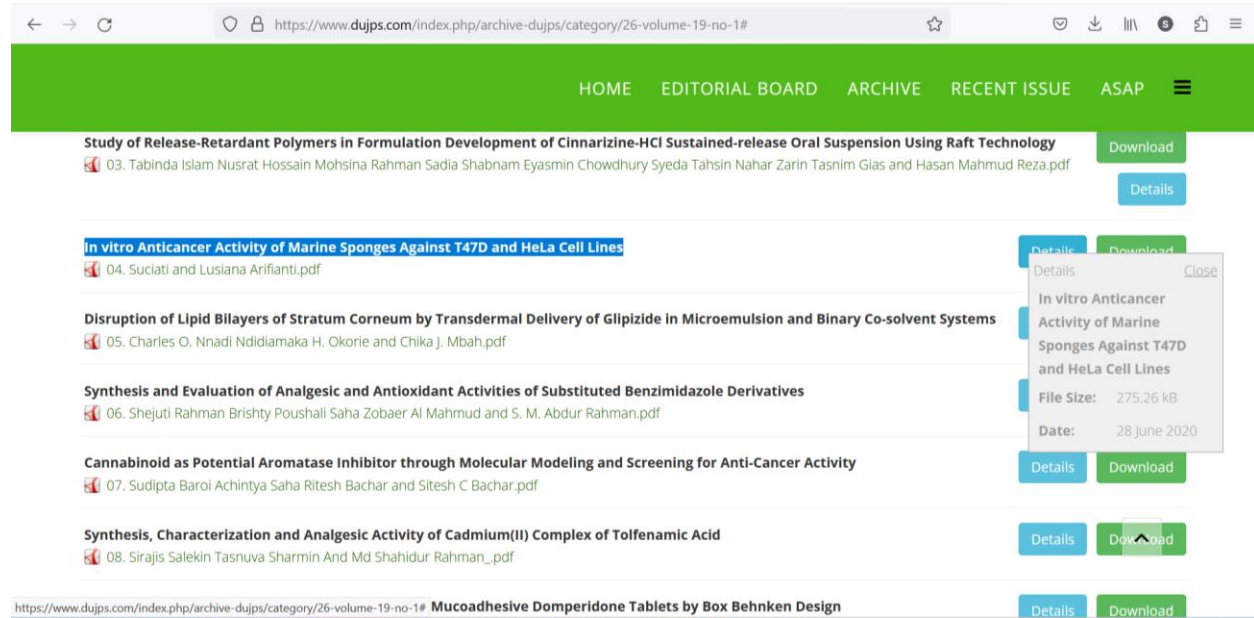 https://www.dujps.com/index.php/archive-dujps/category/26-volume-19-no-1#
S
HOME EDITORIAL BOARD ARCHIVE RECENT ISSUE ASAP
Study of Release-Retardant Polymers in Formulation Development of Cinnarizine-HCl Sustained-release Oral Suspension Using Raft Technology
Download
03. Tabinda Islam Nusrat Hossain Mohsina Rahman Sadia Shabnam Eyasmin Chowdhury Syeda Tahsin Nahar Zarin Tasnim Gias and Hasan Mahmud Reza.pdf
Details
In vitro Anticancer Activity of Marine Sponges Against T47D and HeLa Cell Lines
Details Download
04. Suciati and Lusiana Arifianti.pdf
Details Close
In vitro Anticancer
Activity of Marine
Sponges Against T47D
and HeLa Cell Lines
File Size: 275.26 kB
Date: 28 June 2020
Disruption of Lipid Bilayers of Stratum Corneum by Transdermal Delivery of Glipizide in Microemulsion and Binary Co-solvent Systems
05. Charles O. Nnadi Ndidiamaka H. Okorie and Chika J. Mbah.pdf
Synthesis and Evaluation of Analgesic and Antioxidant Activities of Substituted Benzimidazole Derivatives
06. Shejuti Rahman Brishty Poushali Saha Zobaer Al Mahmud and S. M. Abdur Rahman.pdf
Cannabinoid as Potential Aromatase Inhibitor through Molecular Modeling and Screening for Anti-Cancer Activity
Details Download
07. Sudipta Baroi Achintya Saha Ritesh Bachar and Sitesh C Bachar.pdf
Synthesis, Characterization and Analgesic Activity of Cadmium(II) Complex of Tolfenamic Acid
Details Download
08. Sirajis Salekin Tasnuva Sharmin And Md Shahidur Rahman_.pdf
https://www.dujps.com/index.php/archive-dujps/category/26-volume-19-no-1# Mucoadhesive Domperidone Tablets by Box Behnken Design
Details Download